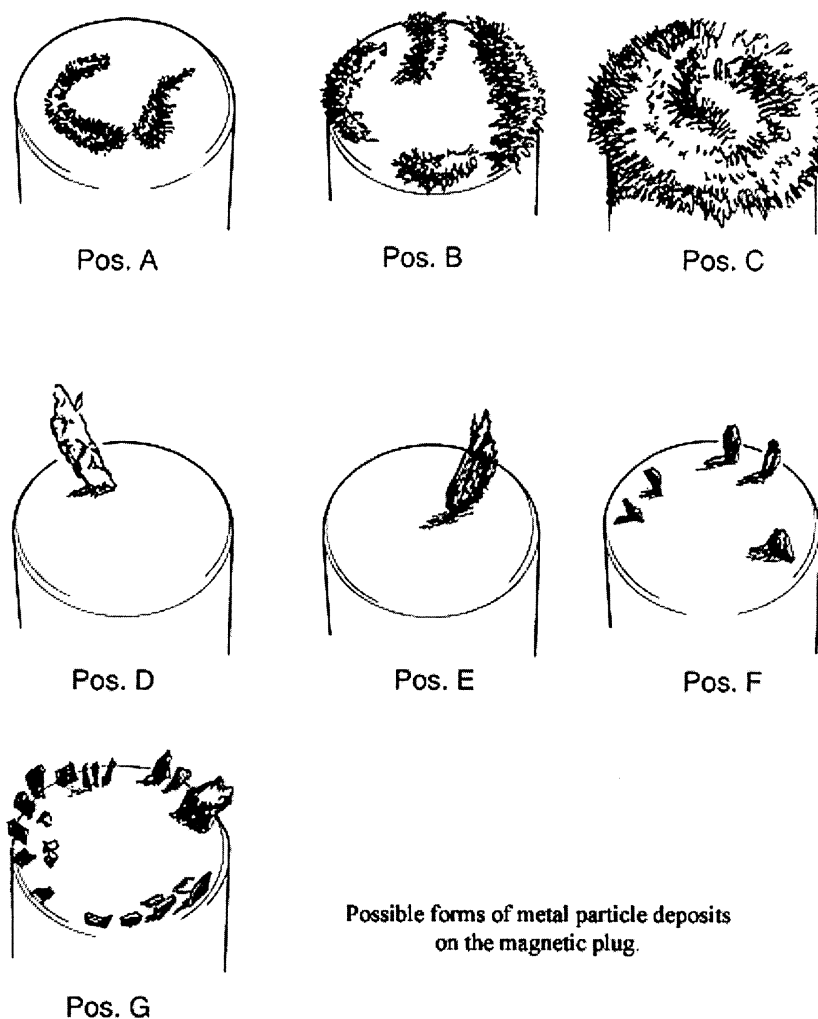 Pos. A
Pos. B
Pos. C
Pos. D
Pos. E
Pos. F
Pos. G
Possible forms of metal particle deposits
on the magnetic plug.